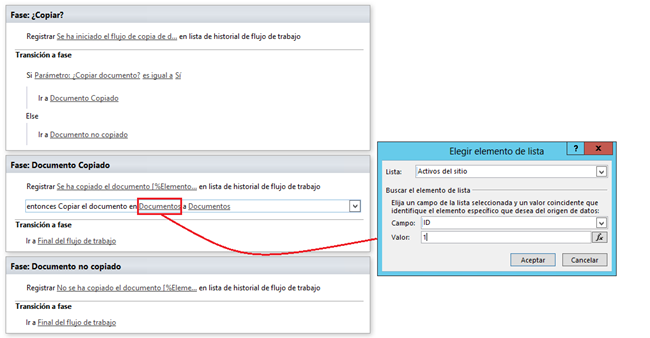 Fase: ¿Copiar?
Registrar Se ha iniciado el flujo de copia de d... en lista de historial de flujo de trabajo
Transición a fase
Si Parámetro: ¿Copiar documento? es igual a Sí
Ir a Documento Copiado
Else
Ir a Documento no copiado
Fase: Documento Copiado
Registrar Se ha copiado el documento [%Elemento... en lista de historial de flujo de trabajo
entonces Copiar el documento en Documentos a Documentos
Transición a fase
Ir a Final del flujo de trabajo
Fase: Documento no copiado
Registrar No se ha copiado el documento [%Eleme... en lista de historial de flujo de trabajo
Transición a fase
Ir a Final del flujo de trabajo
Elegir elemento de lista
? x
Lista: Activos del sitio
Buscar el elemento de lista
Elija un campo de la lista seleccionada y un valor coincidente que
identifique el elemento específico que desea del origen de datos:
Campo: ID
Valor: 1 fx
Aceptar Cancelar